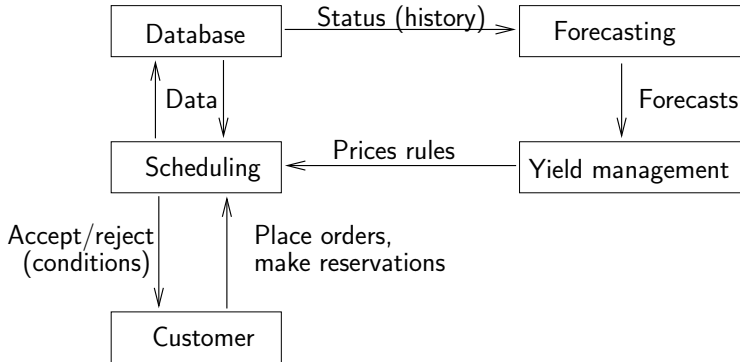 Database
Status (history)
Forecasting
Data
Forecasts
Scheduling
Prices rules
Yield management
Accept/reject
(conditions)
Place orders,
make reservations
Customer